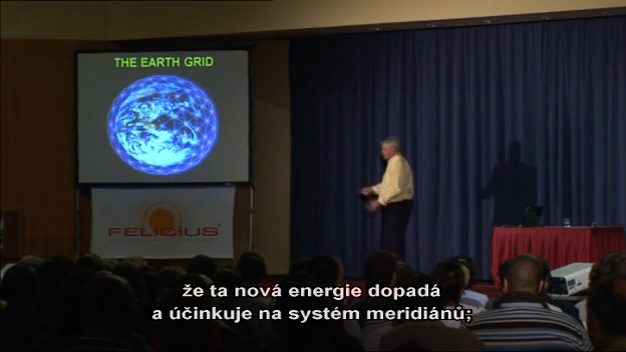 THE EARTH GRID
FELICIUS
že ta nová energie dopadá
a účinkuje na systém meridiánů;